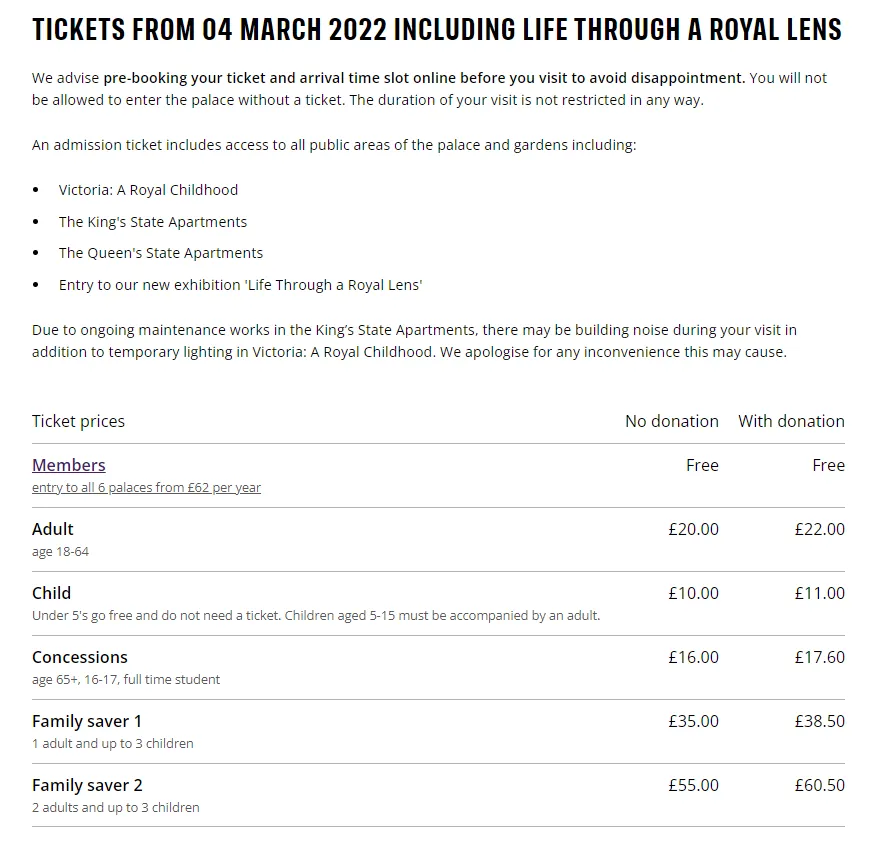 TICKETS FROM 04 MARCH 2022 INCLUDING LIFE THROUGH A ROYAL LENS
We advise pre-booking your ticket and arrival time slot online before you visit to avoid disappointment. You will not
be allowed to enter the palace without a ticket. The duration of your visit is not restricted in any way.
An admission ticket includes access to all public areas of the palace and gardens including:
• Victoria: A Royal Childhood
• The King's State Apartments
• The Queen's State Apartments
• Entry to our new exhibition 'Life Through a Royal Lens'
Due to ongoing maintenance works in the King’s State Apartments, there may be building noise during your visit in
addition to temporary lighting in Victoria: A Royal Childhood. We apologise for any inconvenience this may cause.
Ticket prices No donation With donation
Members Free Free
entry to all 6 palaces from £62 per year
Adult £20.00 £22.00
age 18-64
Child £10.00 £11.00
Under 5's go free and do not need a ticket. Children aged 5-15 must be accompanied by an adult.
Concessions £16.00 £17.60
age 65+, 16-17, full time student
Family saver 1 £35.00 £38.50
1 adult and up to 3 children
Family saver 2 £55.00 £60.50
2 adults and up to 3 children